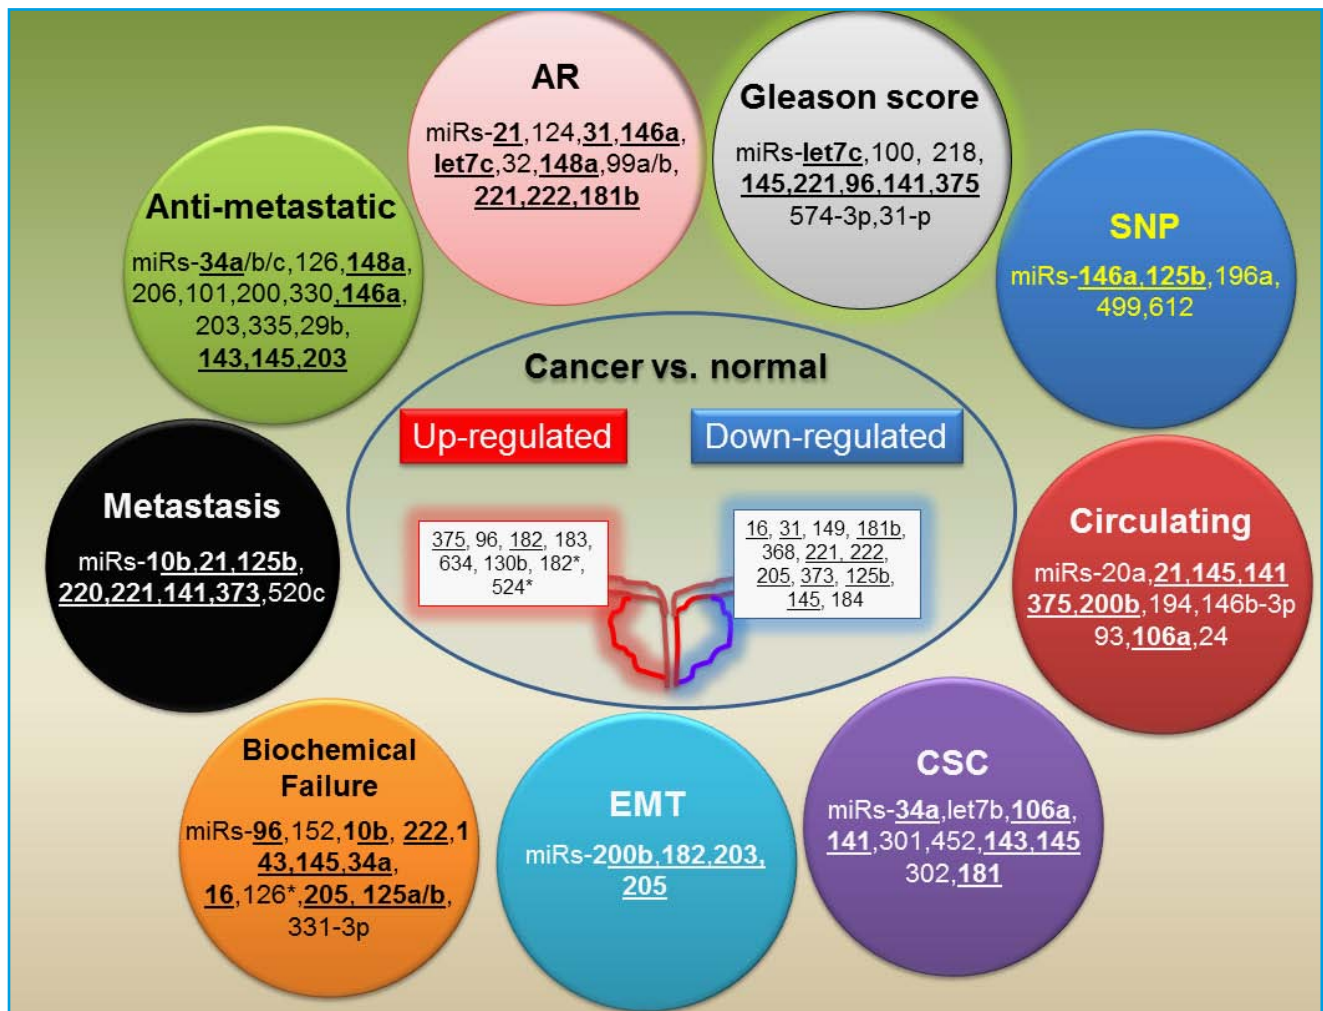 AR
miRs-21,124,31,146a,
let7c,32,148a,99a/b,
221,222,181b
Gleason score
miRs-let7c,100, 218,
145,221,96,141,375
574-3p,31-p
Anti-metastatic
miRs-34a/b/c,126,148a,
206,101,200,330,146a,
203,335,29b,
143,145,203
SNP
miRs-146a,125b,196a,
499,612
Cancer vs. normal
Up-regulated
Down-regulated
375, 96, 182, 183,
634, 130b, 182*,
524*
16, 31, 149, 181b,
368, 221, 222,
205, 373, 125b,
145, 184
Metastasis
miRs-10b,21,125b,
220,221,141,373,520c
Circulating
miRs-20a,21,145,141
375,200b,194,146b-3p
93,106a,24
Biochemical
Failure
miRs-96,152,10b, 222,1
43,145,34a,
16,126*,205, 125a/b,
331-3p
EMT
miRs-200b,182,203,
205
CSC
miRs-34a,let7b,106a,
141,301,452,143,145
302,181